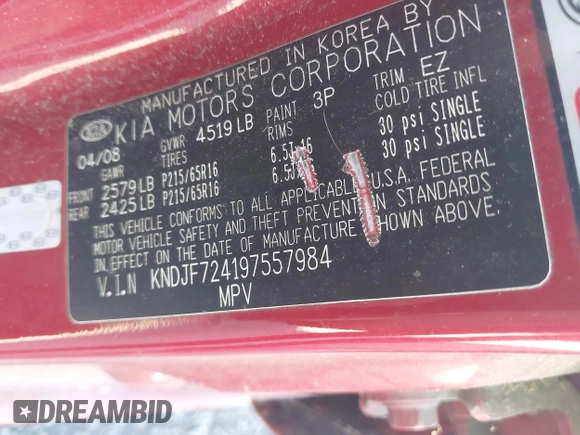 MANUFACTURED IN KOREA BY
KIA KIA MOTORS CORPORATION
04/08 GVWR 4519 LB PAINT 3P TRIM EZ
GAWR TIRES RIMS COLD TIRE INFL
FRONT 2579 LB P215/65R16 30 psi SINGLE
REAR 2425 LB P215/65R16 30 psi SINGLE
THIS VEHICLE CONFORMS TO ALL APPLICABLE U.S.A. FEDERAL
MOTOR VEHICLE SAFETY AND THEFT PREVENTION STANDARDS
IN EFFECT ON THE DATE OF MANUFACTURE SHOWN ABOVE.
V.I.N KNDJF724197557984
MPV
DREAMBID